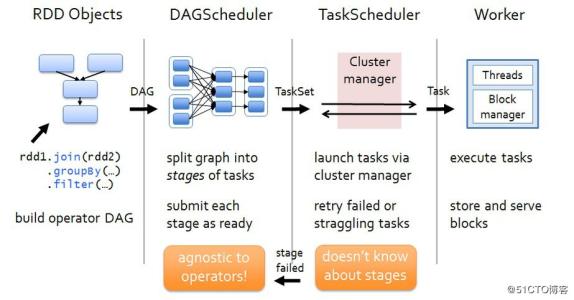 RDD Objects
DAGScheduler
TaskScheduler
Worker
DAG
TaskSet
Cluster
manager
Task
Threads
Block
manager
rdd1.join(rdd2)
.groupBy(…)
.filter(…)
build operator DAG
split graph into
stages of tasks
submit each
stage as ready
launch tasks via
cluster manager
retry failed or
straggling tasks
execute tasks
store and serve
blocks
agnostic to
operators!
stage
failed
doesn't know
about stages
@51CTO博客